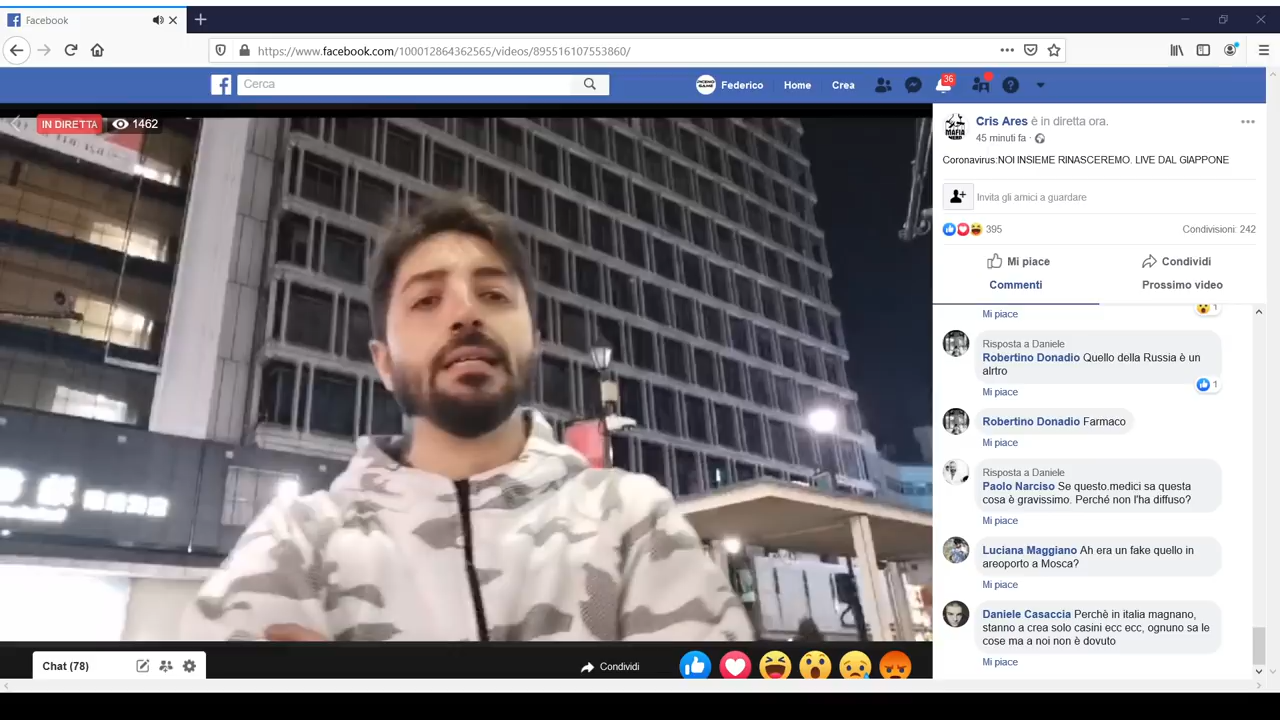 Facebook
https://www.facebook.com/100012864362565/videos/895516107553860/
Cerca
Federico
Home
Crea
36
IN DIRETTA
1462
MAFIA
Cris Ares è in diretta ora.
45 minuti fa ·
Coronavirus:NOI INSIEME RINASCEREMO. LIVE DAL GIAPPONE
Invita gli amici a guardare
395
Condivisioni: 242
Mi piace
Condividi
Commenti
Prossimo video
1
Mi piace
Risposta a Daniele
Robertino Donadio Quello della Russia è un
alrtro
1
Mi piace
Robertino Donadio Farmaco
Mi piace
Risposta a Daniele
Paolo Narciso Se questo.medici sa questa
cosa è gravissimo. Perché non l'ha diffuso?
Mi piace
Luciana Maggiano Ah era un fake quello in
areoporto a Mosca?
Mi piace
Daniele Casaccia Perchè in italia magnano,
stanno a crea solo casini ecc ecc, ognuno sa le
cose ma a noi non è dovuto
Mi piace
Chat (78)
Condividi